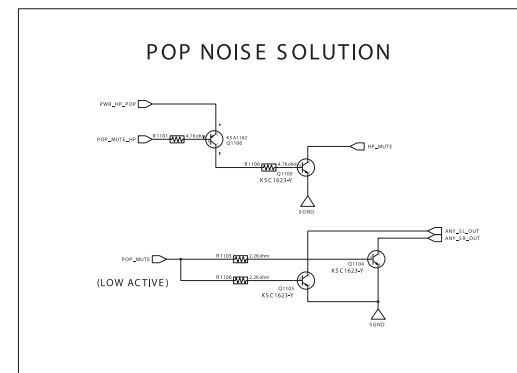 POP NOISE SOLUTION
PWR_HP_POP
KSA1182
Q1106
POP_MUTE_HP
R1101
4.7Kohm
HP_MUTE
R1100
4.7Kohm
Q1100
KSC1623-Y
SGND
ANY_SL_OUT
ANY_SR_OUT
POP_MUTE
R1105
2.2Kohm
Q1104
KSC1623-Y
(LOW ACTIVE)
R1106
2.2Kohm
Q1105
KSC1623-Y
SGND